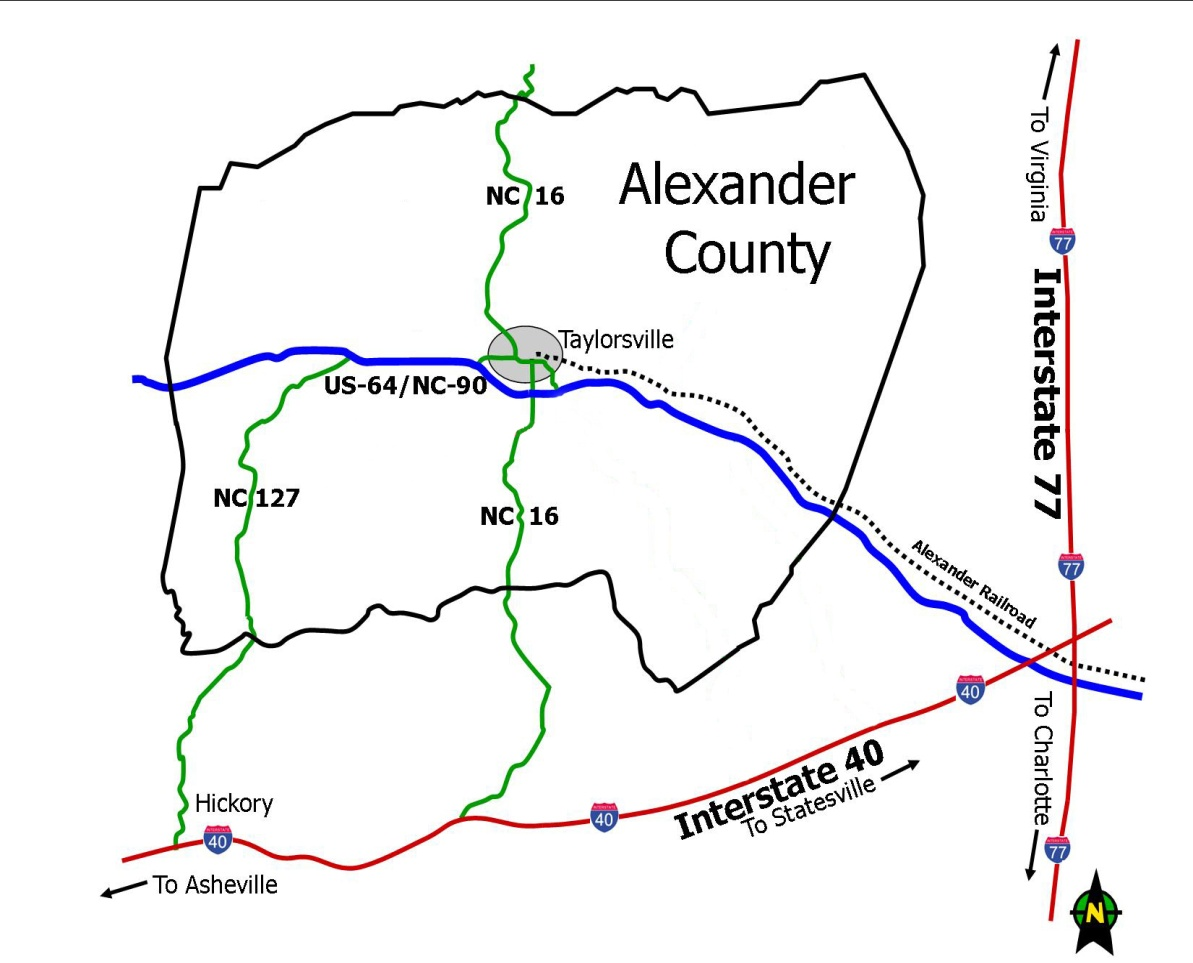 To Virginia
NC 16
Alexander
County
77
Interstate 77
Taylorsville
US-64/NC-90
NC 127
NC 16
77
Alexander Railroad
40
To Charlotte
Interstate 40
To Statesville
Hickory
40
40
77
To Asheville
N